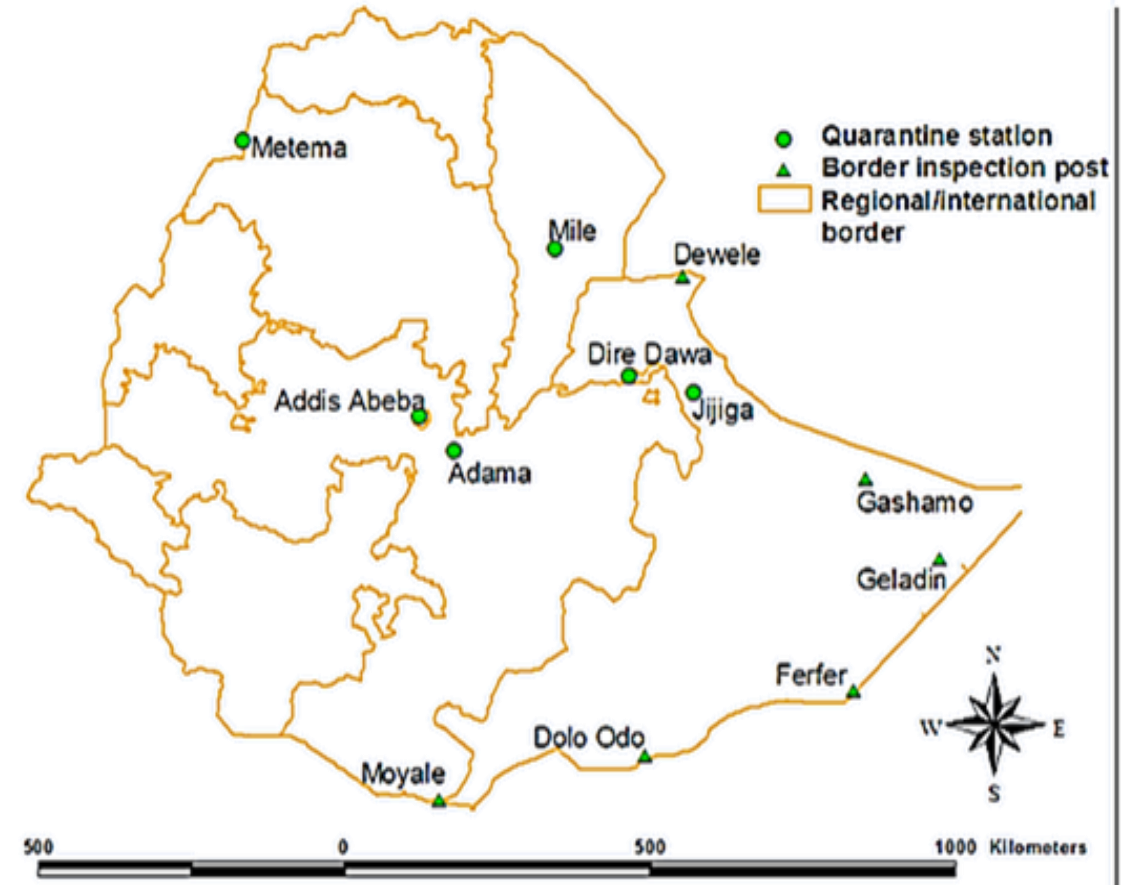 Metema
Quarantine station
Border inspection post
Regional/international
border
Mile
Dewele
Dire Dawa
Addis Abeba
Jijiga
Adama
Gashamo
Geladin
Ferfer
Dolo Odo
Moyale
N
W E
S
500 0 500 1000 Kilometers